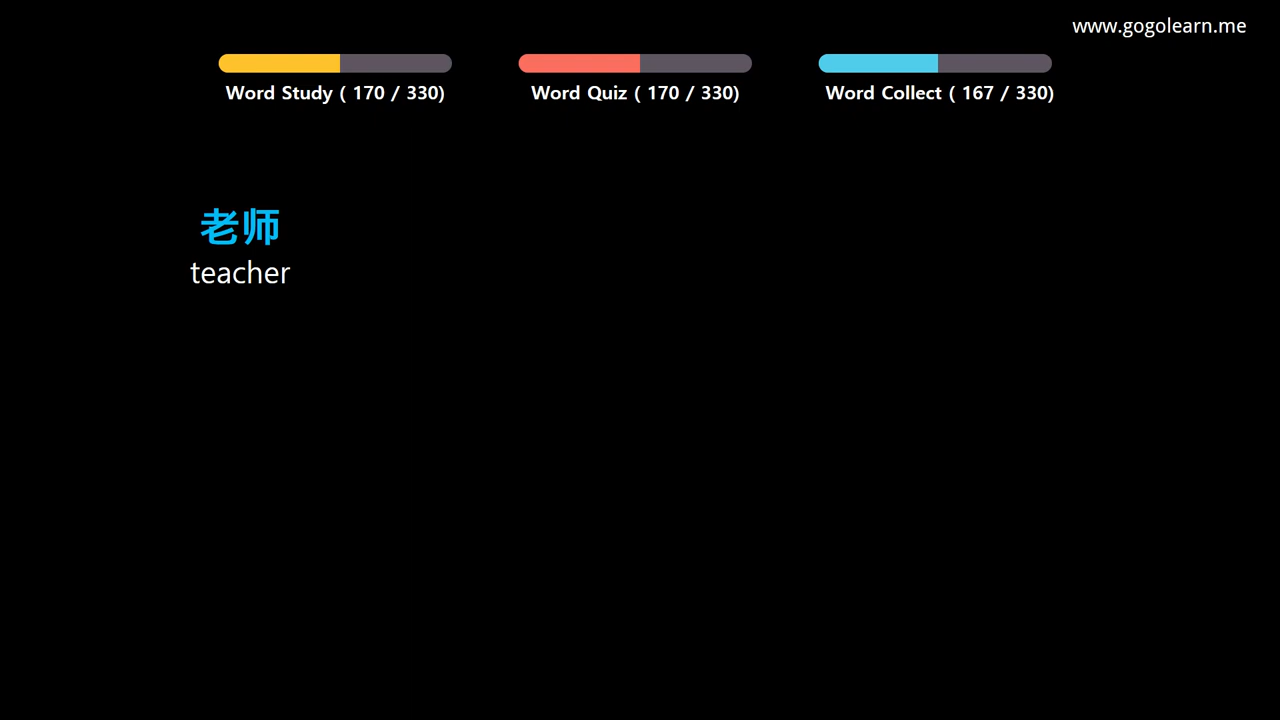 www.gogolearn.me
Word Study ( 170 / 330)
Word Quiz ( 170 / 330)
Word Collect ( 167 / 330)
老师
teacher